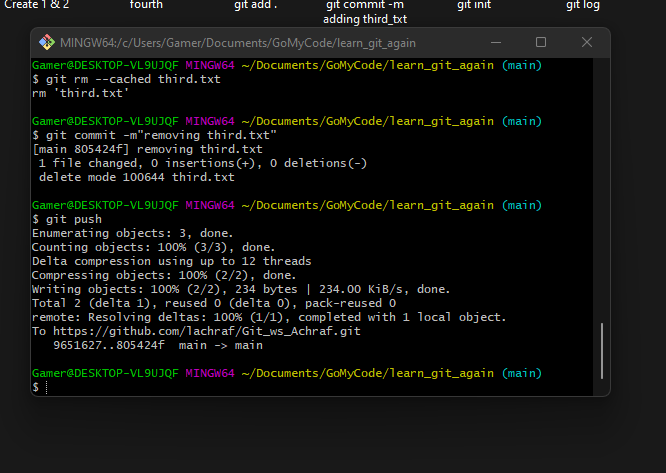 Create 1 & 2
fourth
git add .
git commit -m
adding third_txt
git init
git log
MINGW64:/c/Users/Gamer/Documents/GoMyCode/learn_git_again
Gamer@DESKTOP-VL9UJQF MINGW64 ~/Documents/GoMyCode/learn_git_again (main)
$ git rm --cached third.txt
rm 'third.txt'
Gamer@DESKTOP-VL9UJQF MINGW64 ~/Documents/GoMyCode/learn_git_again (main)
$ git commit -m"removing third.txt"
[main 805424f] removing third.txt
 1 file changed, 0 insertions(+), 0 deletions(-)
 delete mode 100644 third.txt
Gamer@DESKTOP-VL9UJQF MINGW64 ~/Documents/GoMyCode/learn_git_again (main)
$ git push
Enumerating objects: 3, done.
Counting objects: 100% (3/3), done.
Delta compression using up to 12 threads
Compressing objects: 100% (2/2), done.
Writing objects: 100% (2/2), 234 bytes | 234.00 KiB/s, done.
Total 2 (delta 1), reused 0 (delta 0), pack-reused 0
remote: Resolving deltas: 100% (1/1), completed with 1 local object.
To https://github.com/lachraf/Git_ws_Achraf.git
   9651627..805424f  main -> main
Gamer@DESKTOP-VL9UJQF MINGW64 ~/Documents/GoMyCode/learn_git_again (main)
$